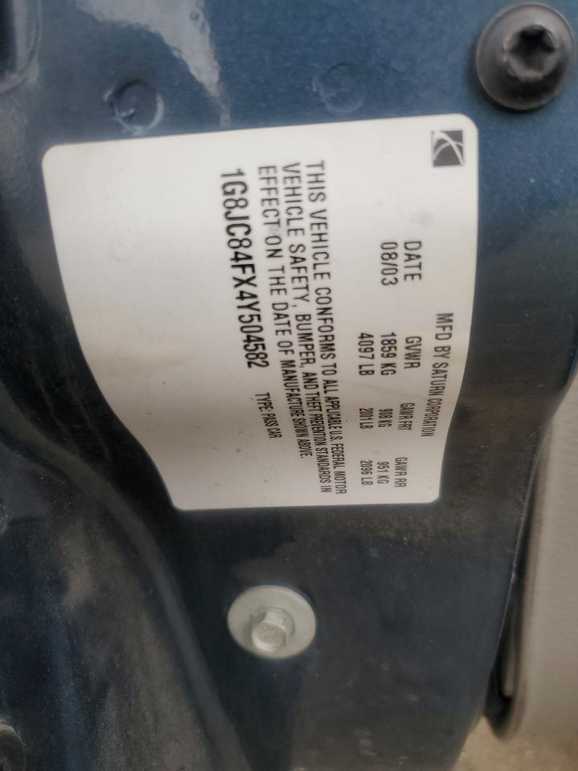 MFD BY SATURN CORPORATION
DATE GVWR GAWR FRT GAWR RR
08/03 1859 KG 908 KG 951 KG
4097 LB 2001 LB 2096 LB
THIS VEHICLE CONFORMS TO ALL APPLICABLE U.S. FEDERAL MOTOR
VEHICLE SAFETY, BUMPER, AND THEFT PREVENTION STANDARDS IN
EFFECT ON THE DATE OF MANUFACTURE SHOWN ABOVE.
1G8JC84FX4Y504582 TYPE: PASS CAR